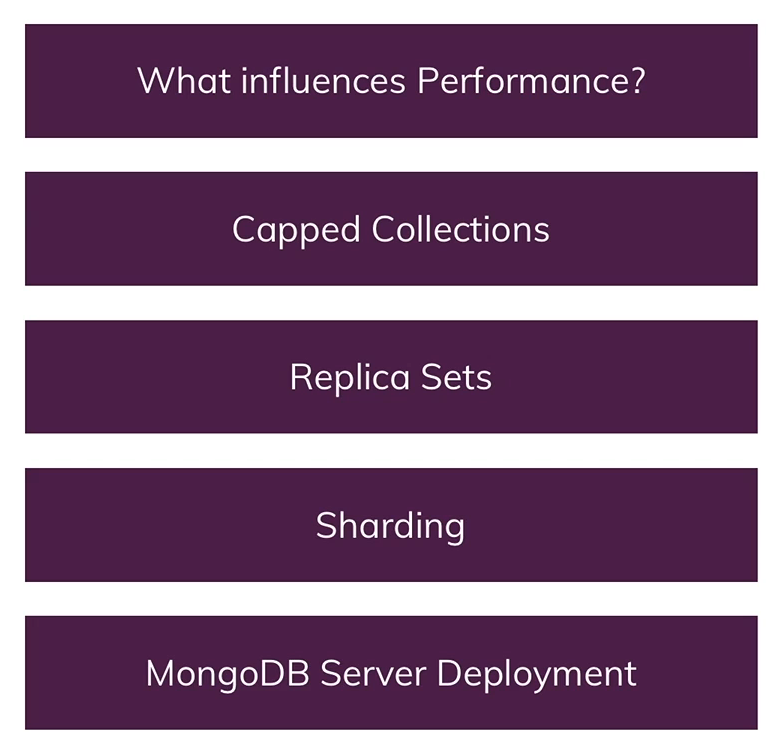 What influences Performance?
Capped Collections
Replica Sets
Sharding
MongoDB Server Deployment